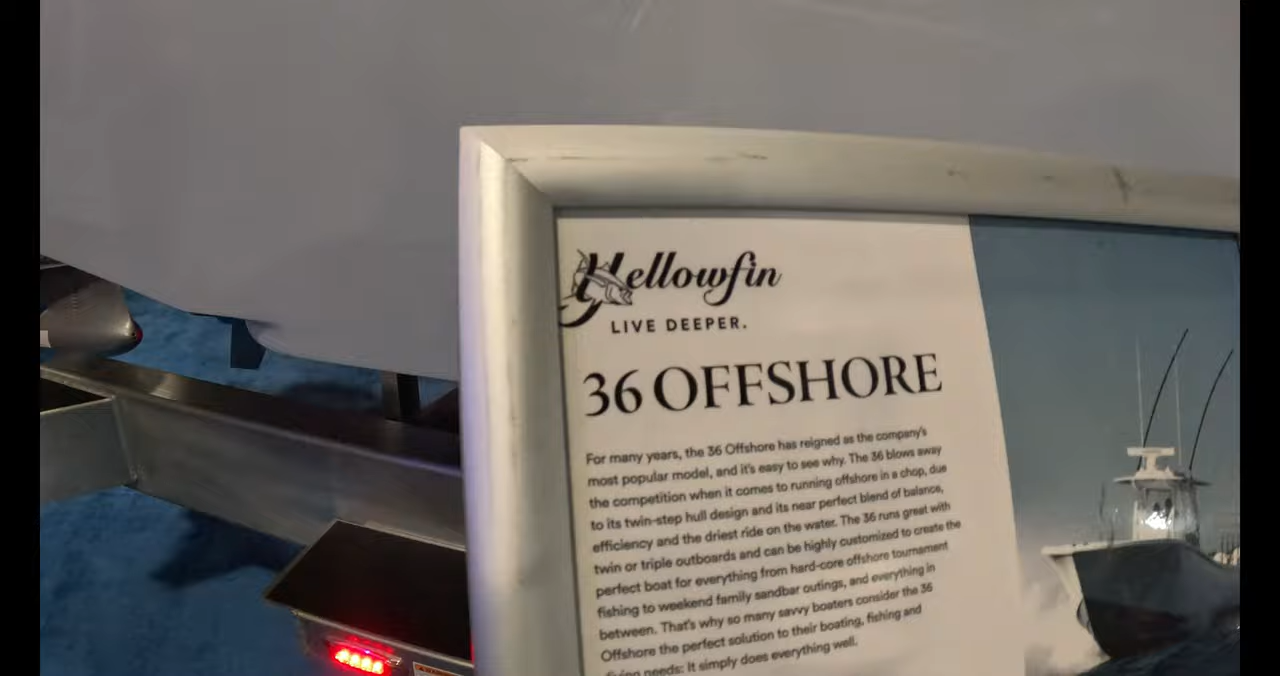 Yellowfin
LIVE DEEPER.
36 OFFSHORE
For many years, the 36 Offshore has reigned as the company's
most popular model, and it's easy to see why. The 36 blows away
the competition when it comes to running offshore in a chop, due
to its twin-step hull design and its near perfect blend of balance,
efficiency and the driest ride on the water. The 36 runs great with
twin or triple outboards and can be highly customized to create the
perfect boat for everything from hard-core offshore tournament
fishing to weekend family sandbar outings, and everything in
between. That's why so many savvy boaters consider the 36
Offshore the perfect solution to their boating, fishing and
needs: It simply does everything well.